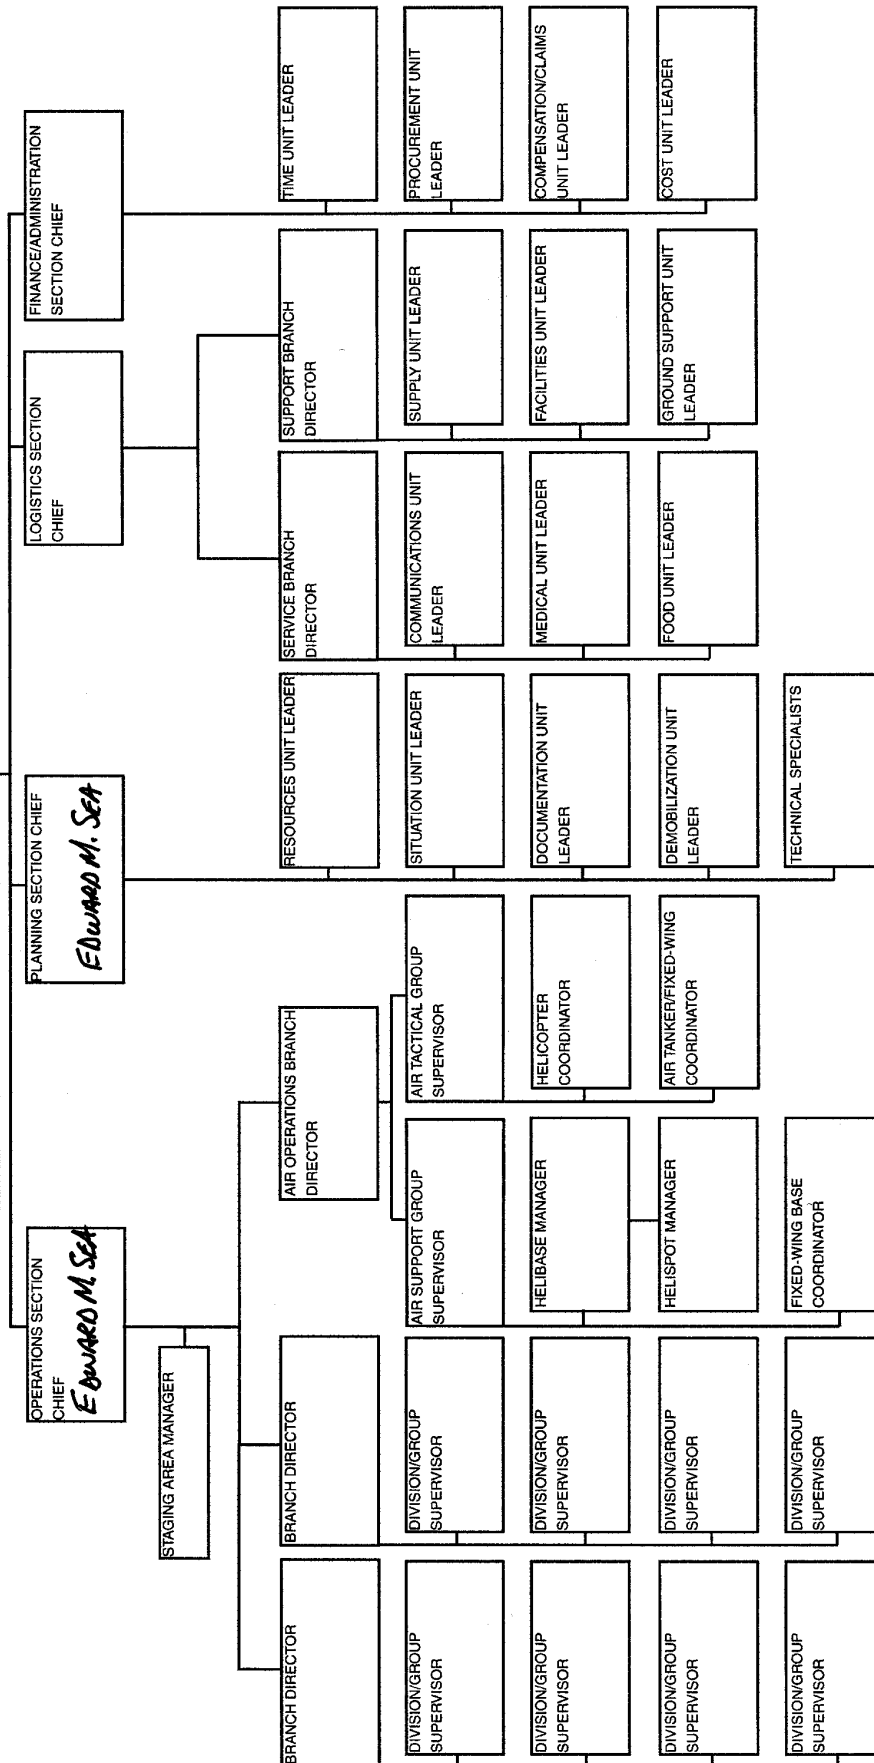 OPERATIONS SECTION
CHIEF
EDWARD M. SEA
PLANNING SECTION CHIEF
EDWARD M. SEA
LOGISTICS SECTION
CHIEF
FINANCE/ADMINISTRATION
SECTION CHIEF
STAGING AREA MANAGER
BRANCH DIRECTOR
BRANCH DIRECTOR
AIR OPERATIONS BRANCH
DIRECTOR
RESOURCES UNIT LEADER
SERVICE BRANCH
DIRECTOR
SUPPORT BRANCH
DIRECTOR
TIME UNIT LEADER
DIVISION/GROUP
SUPERVISOR
DIVISION/GROUP
SUPERVISOR
AIR SUPPORT GROUP
SUPERVISOR
AIR TACTICAL GROUP
SUPERVISOR
SITUATION UNIT LEADER
COMMUNICATIONS UNIT
LEADER
SUPPLY UNIT LEADER
PROCUREMENT UNIT
LEADER
DIVISION/GROUP
SUPERVISOR
DIVISION/GROUP
SUPERVISOR
HELIBASE MANAGER
HELICOPTER
COORDINATOR
DOCUMENTATION UNIT
LEADER
MEDICAL UNIT LEADER
FACILITIES UNIT LEADER
COMPENSATION/CLAIMS
UNIT LEADER
DIVISION/GROUP
SUPERVISOR
DIVISION/GROUP
SUPERVISOR
HELISPOT MANAGER
AIR TANKER/FIXED-WING
COORDINATOR
DEMOBILIZATION UNIT
LEADER
FOOD UNIT LEADER
GROUND SUPPORT UNIT
LEADER
COST UNIT LEADER
DIVISION/GROUP
SUPERVISOR
DIVISION/GROUP
SUPERVISOR
FIXED-WING BASE
COORDINATOR
TECHNICAL SPECIALISTS